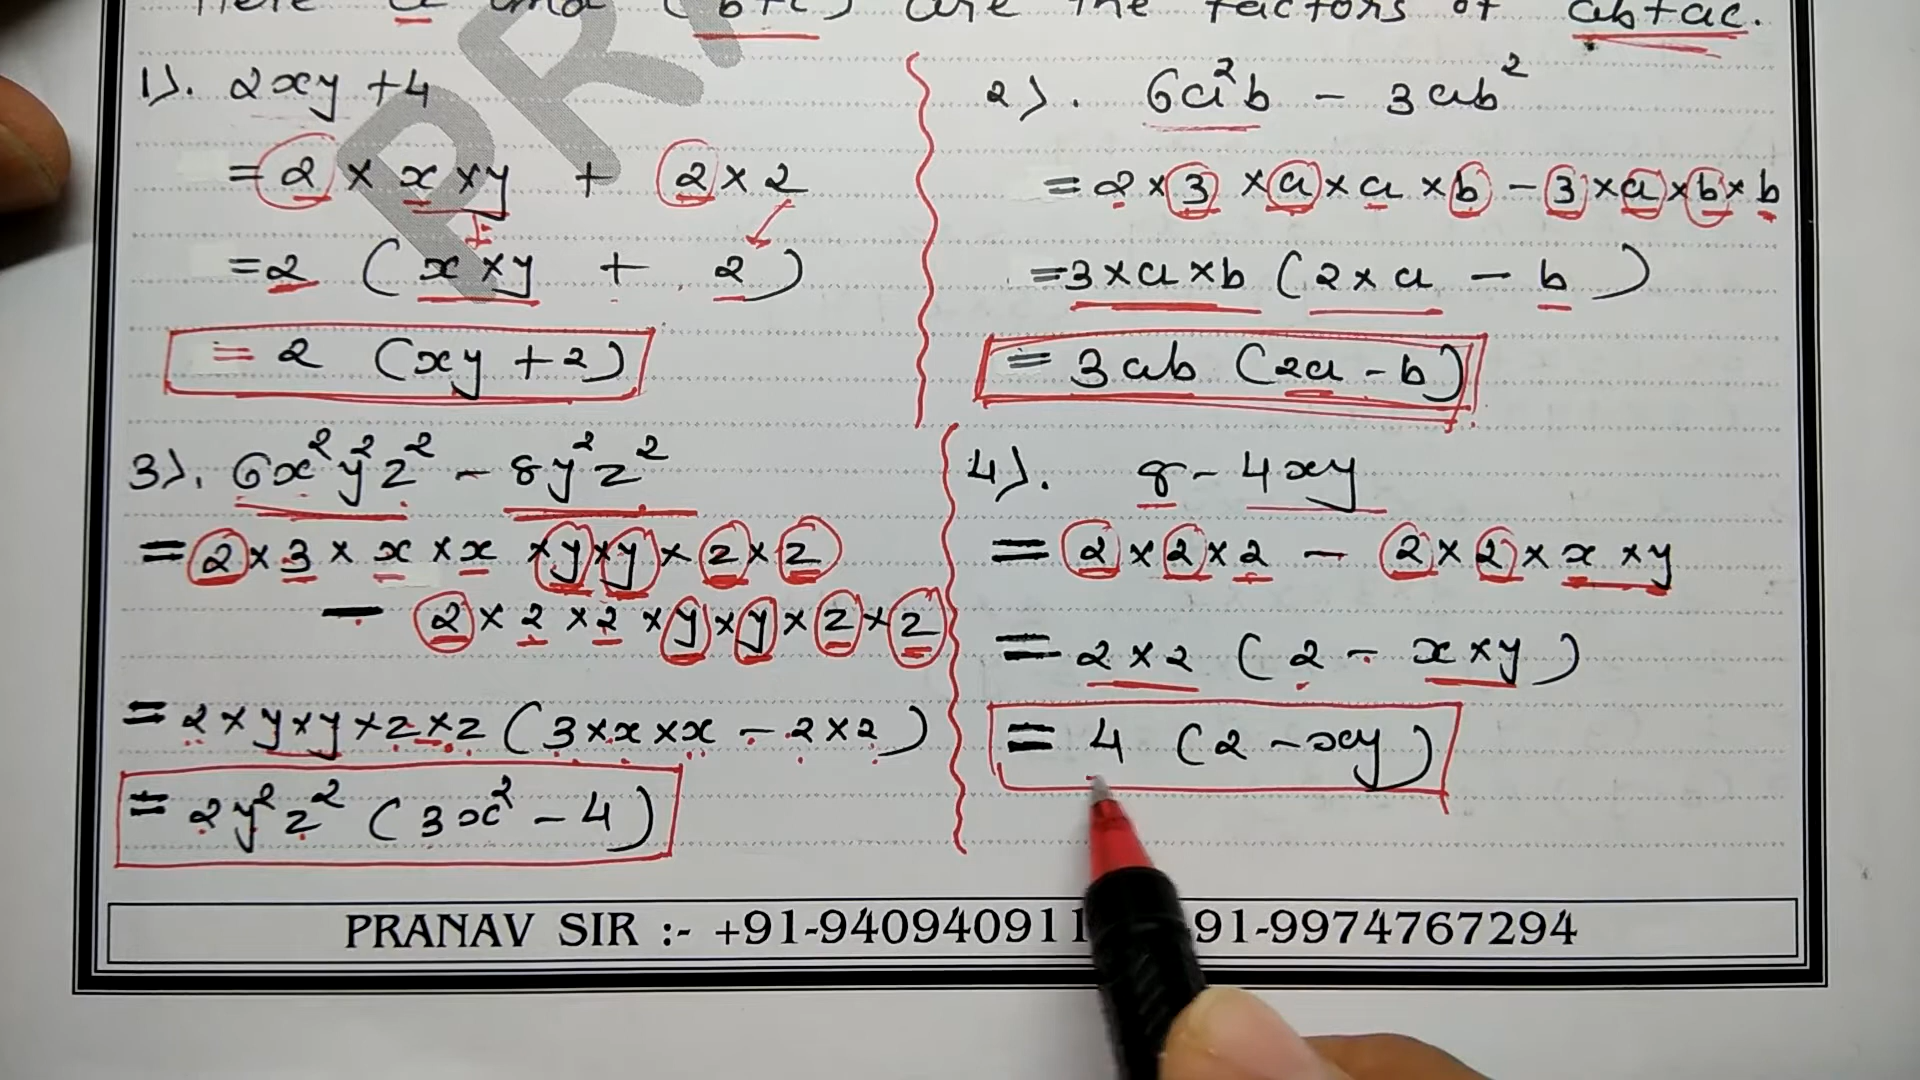 Here a and (b+c) are the factors of ab+ac.
1). 2xy + 4
= 2 × x × y + 2 × 2
= 2 (x × y + 2)
= 2 (xy + 2)
2). 6a²b - 3ab²
= 2 × 3 × a × a × b - 3 × a × b × b
= 3 × a × b (2 × a - b)
= 3ab (2a - b)
3). 6x²y²z² - 8y²z²
= 2 × 3 × x × x × y × y × z × z
- 2 × 2 × 2 × y × y × z × z
= 2 × y × y × z × z (3 × x × x - 2 × 2)
= 2y²z² (3x² - 4)
4). 8 - 4xy
= 2 × 2 × 2 - 2 × 2 × x × y
= 2 × 2 (2 - x × y)
= 4 (2 - xy)
PRANAV SIR :- +91-940940911 91-9974767294